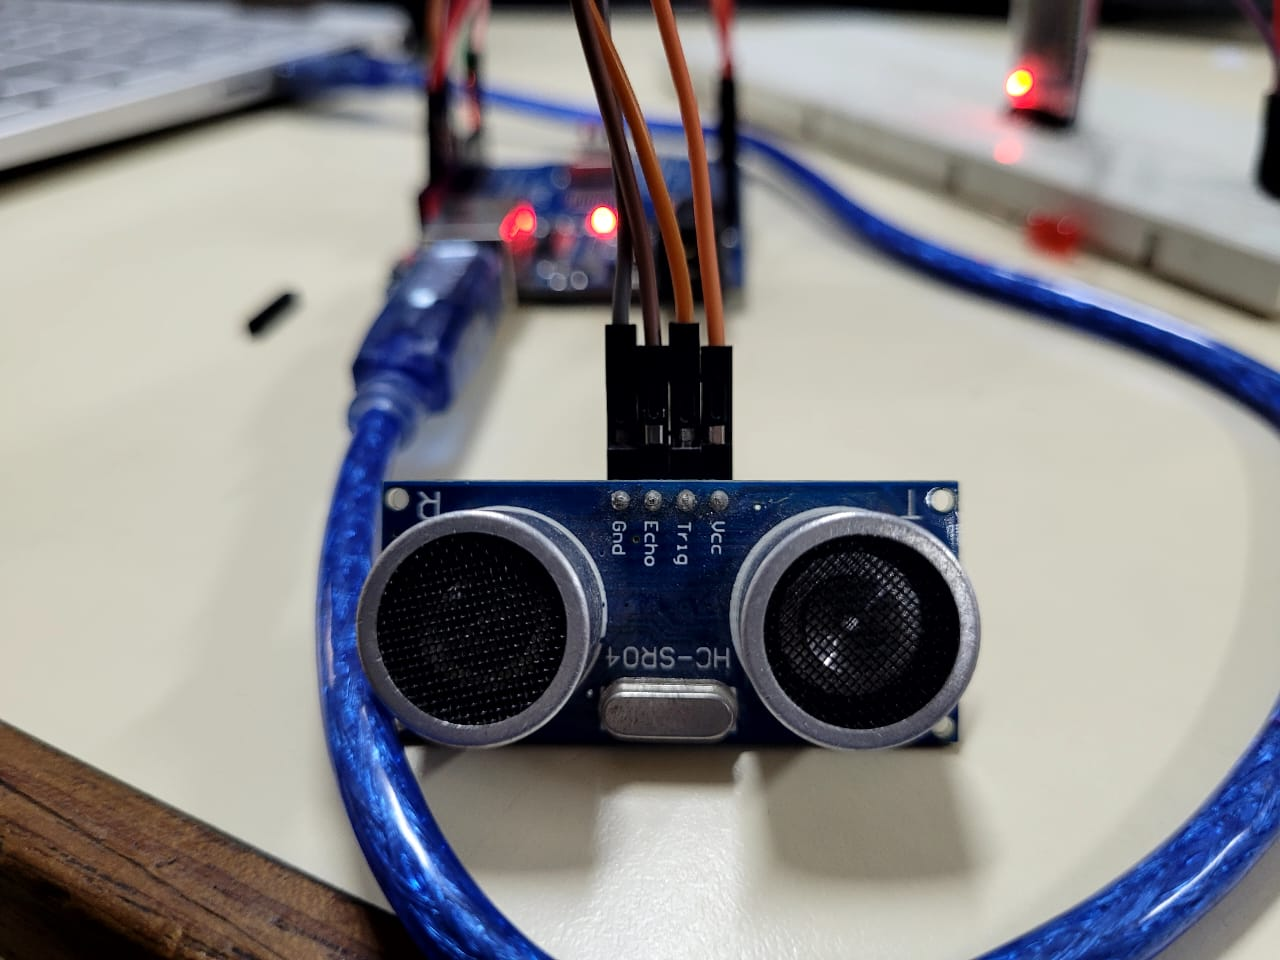 R
T
Gnd
Echo
Trig
Vcc
HC-SR04